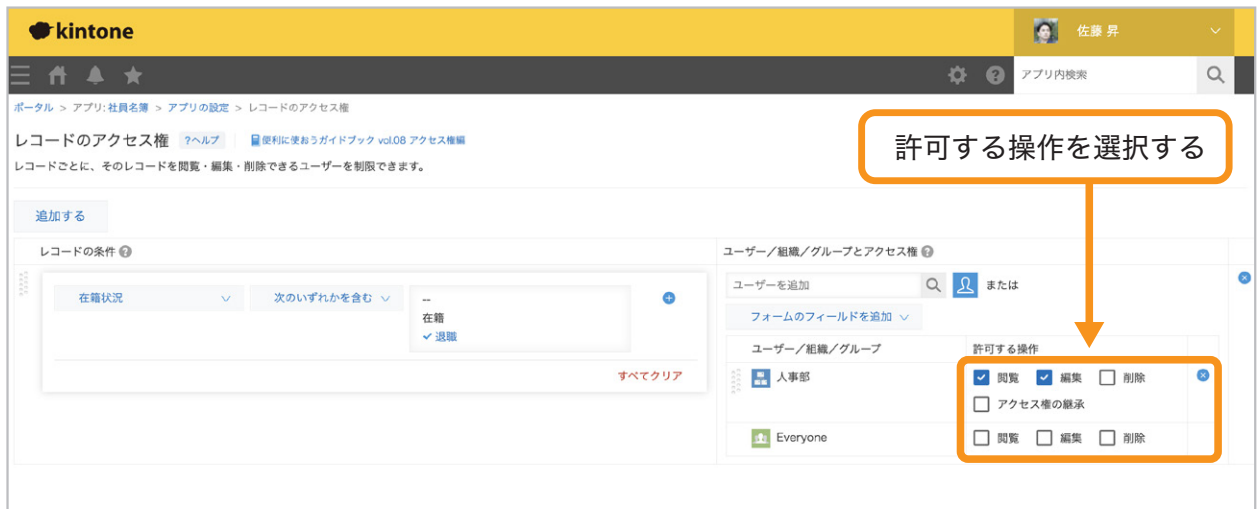 kintone
佐藤 昇
アプリ内検索
ポータル > アプリ: 社員名簿 > アプリの設定 > レコードのアクセス権
レコードのアクセス権 ?ヘルプ 便利に使おうガイドブック vol.08 アクセス権編
レコードごとに、そのレコードを閲覧・編集・削除できるユーザーを制限できます。
許可する操作を選択する
追加する
レコードの条件 ?
ユーザー／組織／グループとアクセス権 ?
在籍状況 次のいずれかを含む
--
在籍
退職
すべてクリア
ユーザーを追加 または
フォームのフィールドを追加
ユーザー／組織／グループ 許可する操作
人事部 閲覧 編集 削除
アクセス権の継承
Everyone 閲覧 編集 削除